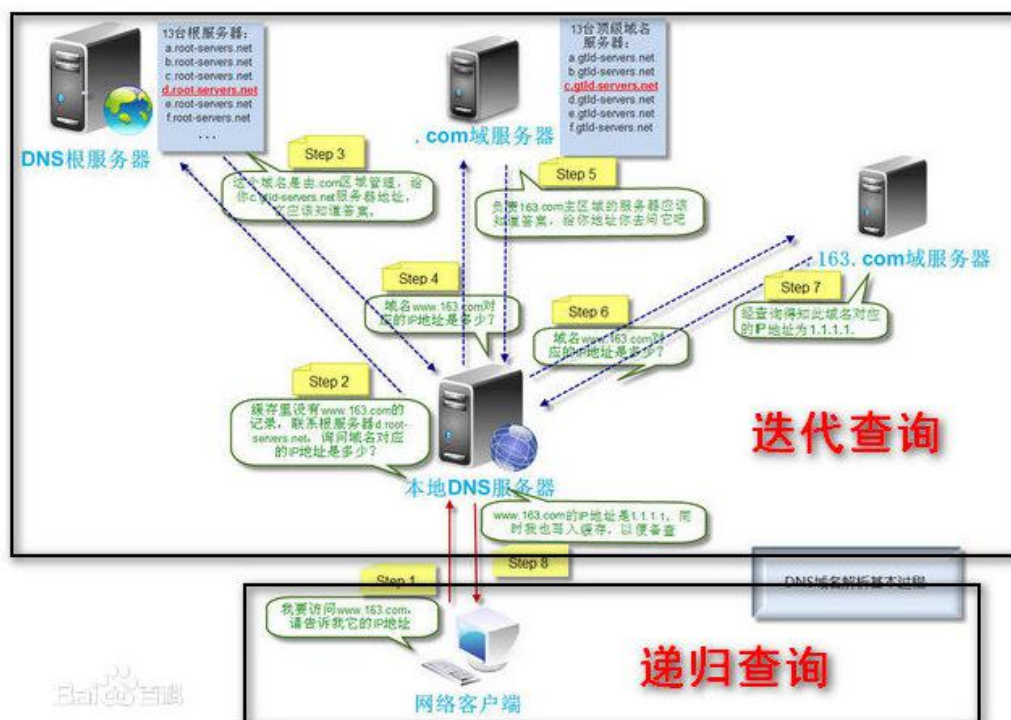 13台根服务器:
a.root-servers.net
b.root-servers.net
c.root-servers.net
d.root-servers.net
e.root-servers.net
f.root-servers.net
...
DNS根服务器
13台顶级域名
服务器:
a.gtld-servers.net
b.gtld-servers.net
c.gtld-servers.net
d.gtld-servers.net
e.gtld-servers.net
f.gtld-servers.net
.com域服务器
Step 3
这个域名是由.com区域管理,给
你c.gtld-servers.net服务器地址,
应该知道答案。
Step 5
负责163.com主区域的服务器应该
知道答案,给你地址你去问它吧
.163.com域服务器
Step 4
域名www.163.com对
应的IP地址是多少?
Step 6
域名www.163.com对
应的IP地址是多少?
Step 7
经查询得知此域名对应
的IP地址为1.1.1.1.
Step 2
缓存里没有www.163.com的
记录,联系根服务器d.root-
servers.net,询问域名对应
的IP地址是多少?
迭代查询
本地DNS服务器
www.163.com的IP地址是1.1.1.1,同
时我也写入缓存,以便备查
Step 8
Step 1
DNS域名解析基本过程
我要访问www.163.com,
请告诉我它的IP地址
递归查询
网络客户端
Baidu百科